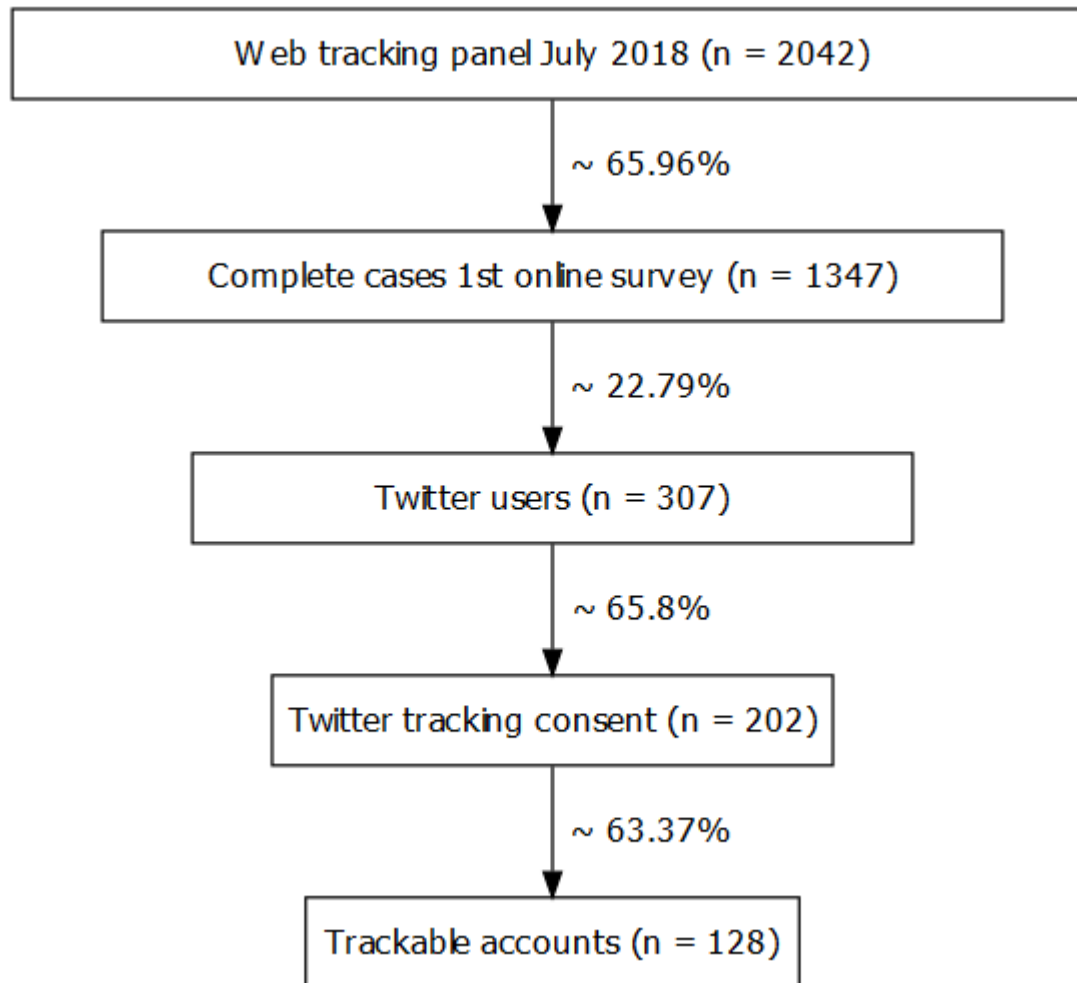 Web tracking panel July 2018 (n = 2042)
~ 65.96%
Complete cases 1st online survey (n = 1347)
~ 22.79%
Twitter users (n = 307)
~ 65.8%
Twitter tracking consent (n = 202)
~ 63.37%
Trackable accounts (n = 128)